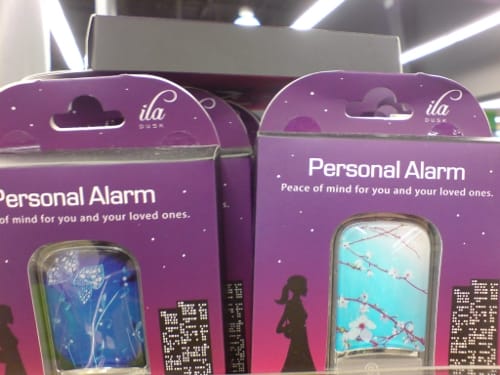 ila
DUSK
Personal Alarm
of mind for you and your loved ones.
ila
DUSK
Personal Alarm
Peace of mind for you and your loved ones.